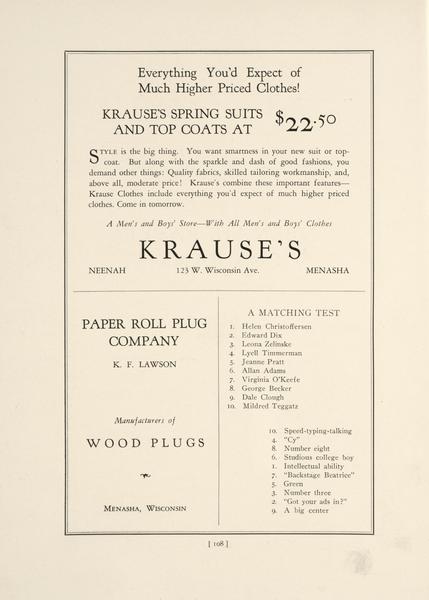 Everything You'd Expect of
Much Higher Priced Clothes!
KRAUSE'S SPRING SUITS
AND TOP COATS AT
$22.50
STYLE is the big thing. You want smartness in your new suit or top-
coat. But along with the sparkle and dash of good fashions, you
demand other things: Quality fabrics, skilled tailoring workmanship, and,
above all, moderate price! Krause's combine these important features—
Krause Clothes include everything you'd expect of much higher priced
clothes. Come in tomorrow.
A Men's and Boys' Store—With All Men's and Boys' Clothes
KRAUSE'S
NEENAH 123 W. Wisconsin Ave. MENASHA
PAPER ROLL PLUG
COMPANY
K. F. LAWSON
Manufacturers of
WOOD PLUGS
MENASHA, WISCONSIN
A MATCHING TEST
1. Helen Christoffersen
2. Edward Dix
3. Leona Zelinske
4. Lyell Timmerman
5. Jeanne Pratt
6. Allan Adams
7. Virginia O'Keefe
8. George Becker
9. Dale Clough
10. Mildred Teggatz
10. Speed-typing-talking
4. "Cy"
8. Number eight
6. Studious college boy
1. Intellectual ability
7. "Backstage Beatrice"
5. Green
3. Number three
2. "Got your ads in?"
9. A big center
[ 108 ]